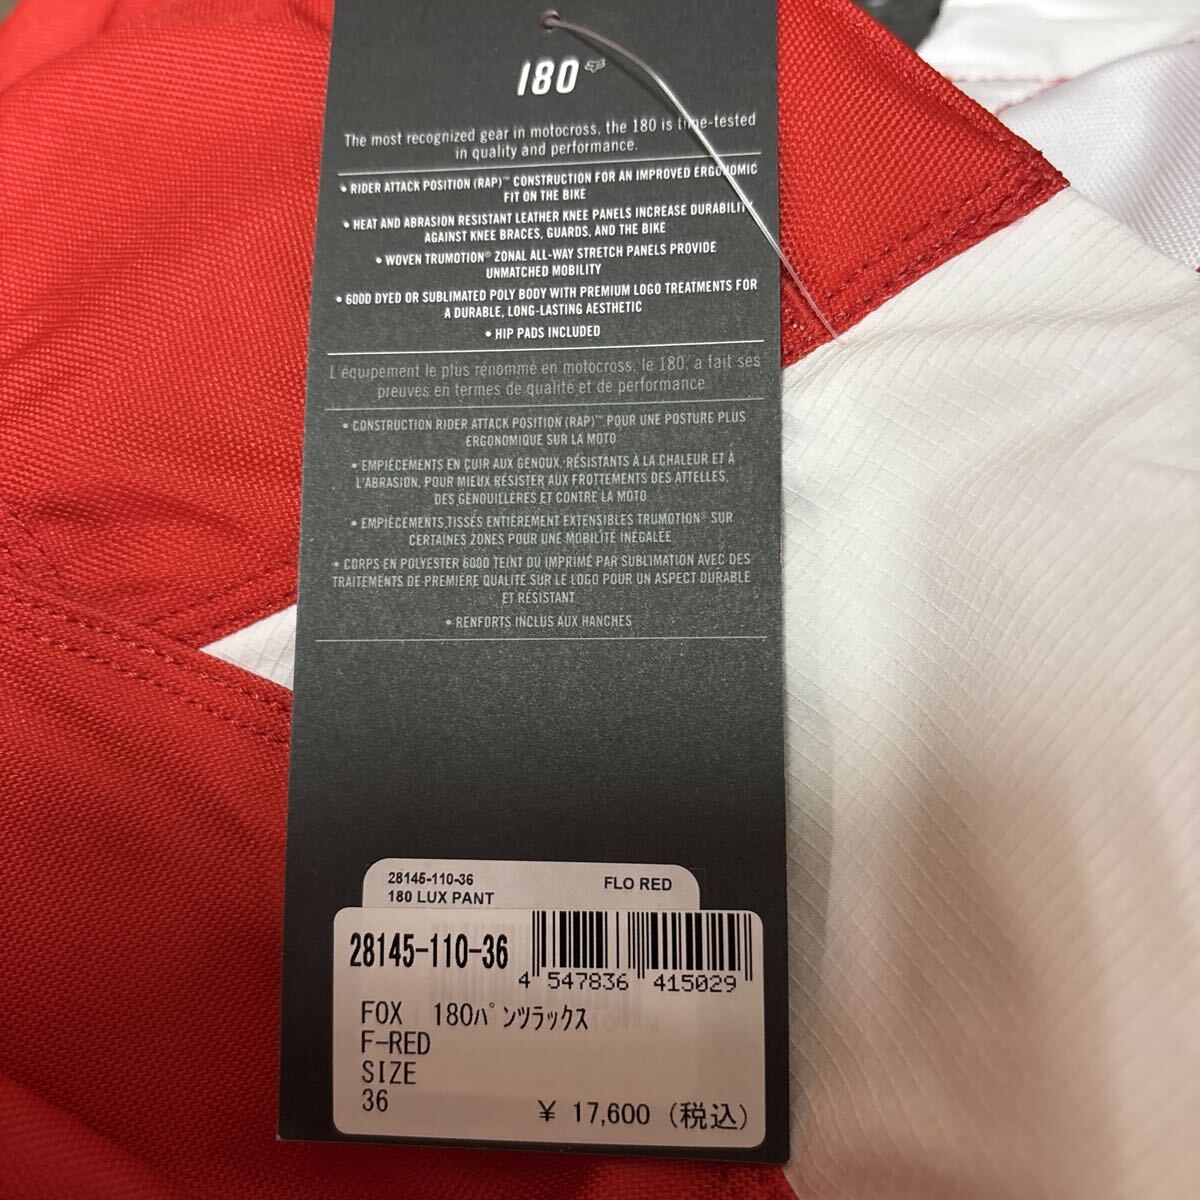 180
The most recognized gear in motocross, the 180 is time-tested
in quality and performance.
• RIDER ATTACK POSITION (RAP)™ CONSTRUCTION FOR AN IMPROVED ERGONOMIC
FIT ON THE BIKE
• HEAT AND ABRASION RESISTANT LEATHER KNEE PANELS INCREASE DURABILITY
AGAINST KNEE BRACES, GUARDS, AND THE BIKE
• WOVEN TRUMOTION® ZONAL ALL-WAY STRETCH PANELS PROVIDE
UNMATCHED MOBILITY
• 600D DYED OR SUBLIMATED POLY BODY WITH PREMIUM LOGO TREATMENTS FOR
A DURABLE, LONG-LASTING AESTHETIC
• HIP PADS INCLUDED
L'équipement le plus renommé en motocross, le 180, a fait ses
preuves en termes de qualité et de performance.
• CONSTRUCTION RIDER ATTACK POSITION (RAP)™ POUR UNE POSTURE PLUS
ERGONOMIQUE SUR LA MOTO
• EMPIÈCEMENTS EN CUIR AUX GENOUX, RÉSISTANTS À LA CHALEUR ET À
L'ABRASION, POUR MIEUX RÉSISTER AUX FROTTEMENTS DES ATTELLES,
DES GENOUILLERES ET CONTRE LA MOTO
• EMPIÈCEMENTS TISSÉS ENTIÈREMENT EXTENSIBLES TRUMOTION® SUR
CERTAINES ZONES POUR UNE MOBILITÉ INÉGALÉE
• CORPS EN POLYESTER 600D TEINT OU IMPRIMÉ PAR SUBLIMATION AVEC DES
TRAITEMENTS DE PREMIÈRE QUALITÉ SUR LE LOGO POUR UN ASPECT DURABLE
ET RÉSISTANT
• RENFORTS INCLUS AUX HANCHES
28145-110-36
180 LUX PANT FLO RED
28145-110-36
4 547836 415029
FOX 180ﾊﾟﾝﾂﾗｯｸｽ
F-RED
SIZE
36
¥ 17,600 (税込)